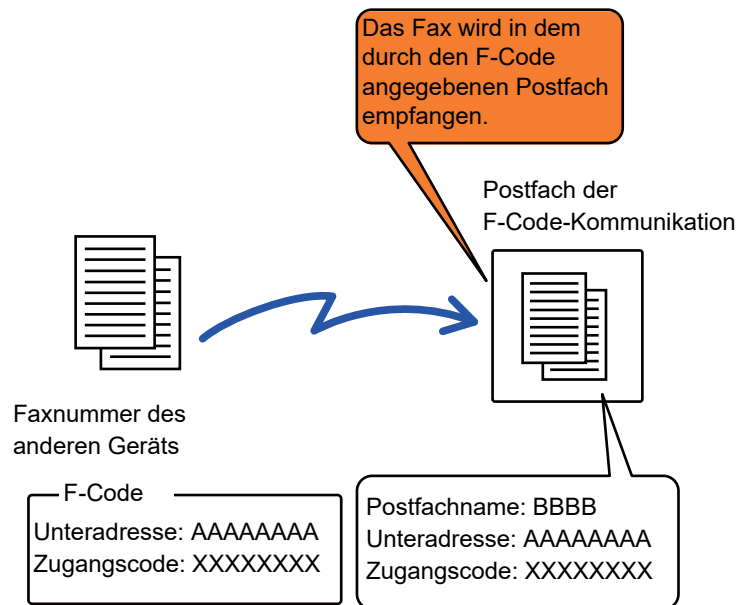 Das Fax wird in dem
durch den F-Code
angegebenen Postfach
empfangen.
Postfach der
F-Code-Kommunikation
Faxnummer des
anderen Geräts
F-Code
Unteradresse: AAAAAAAA
Zugangscode: XXXXXXXX
Postfachname: BBBB
Unteradresse: AAAAAAAA
Zugangscode: XXXXXXXX